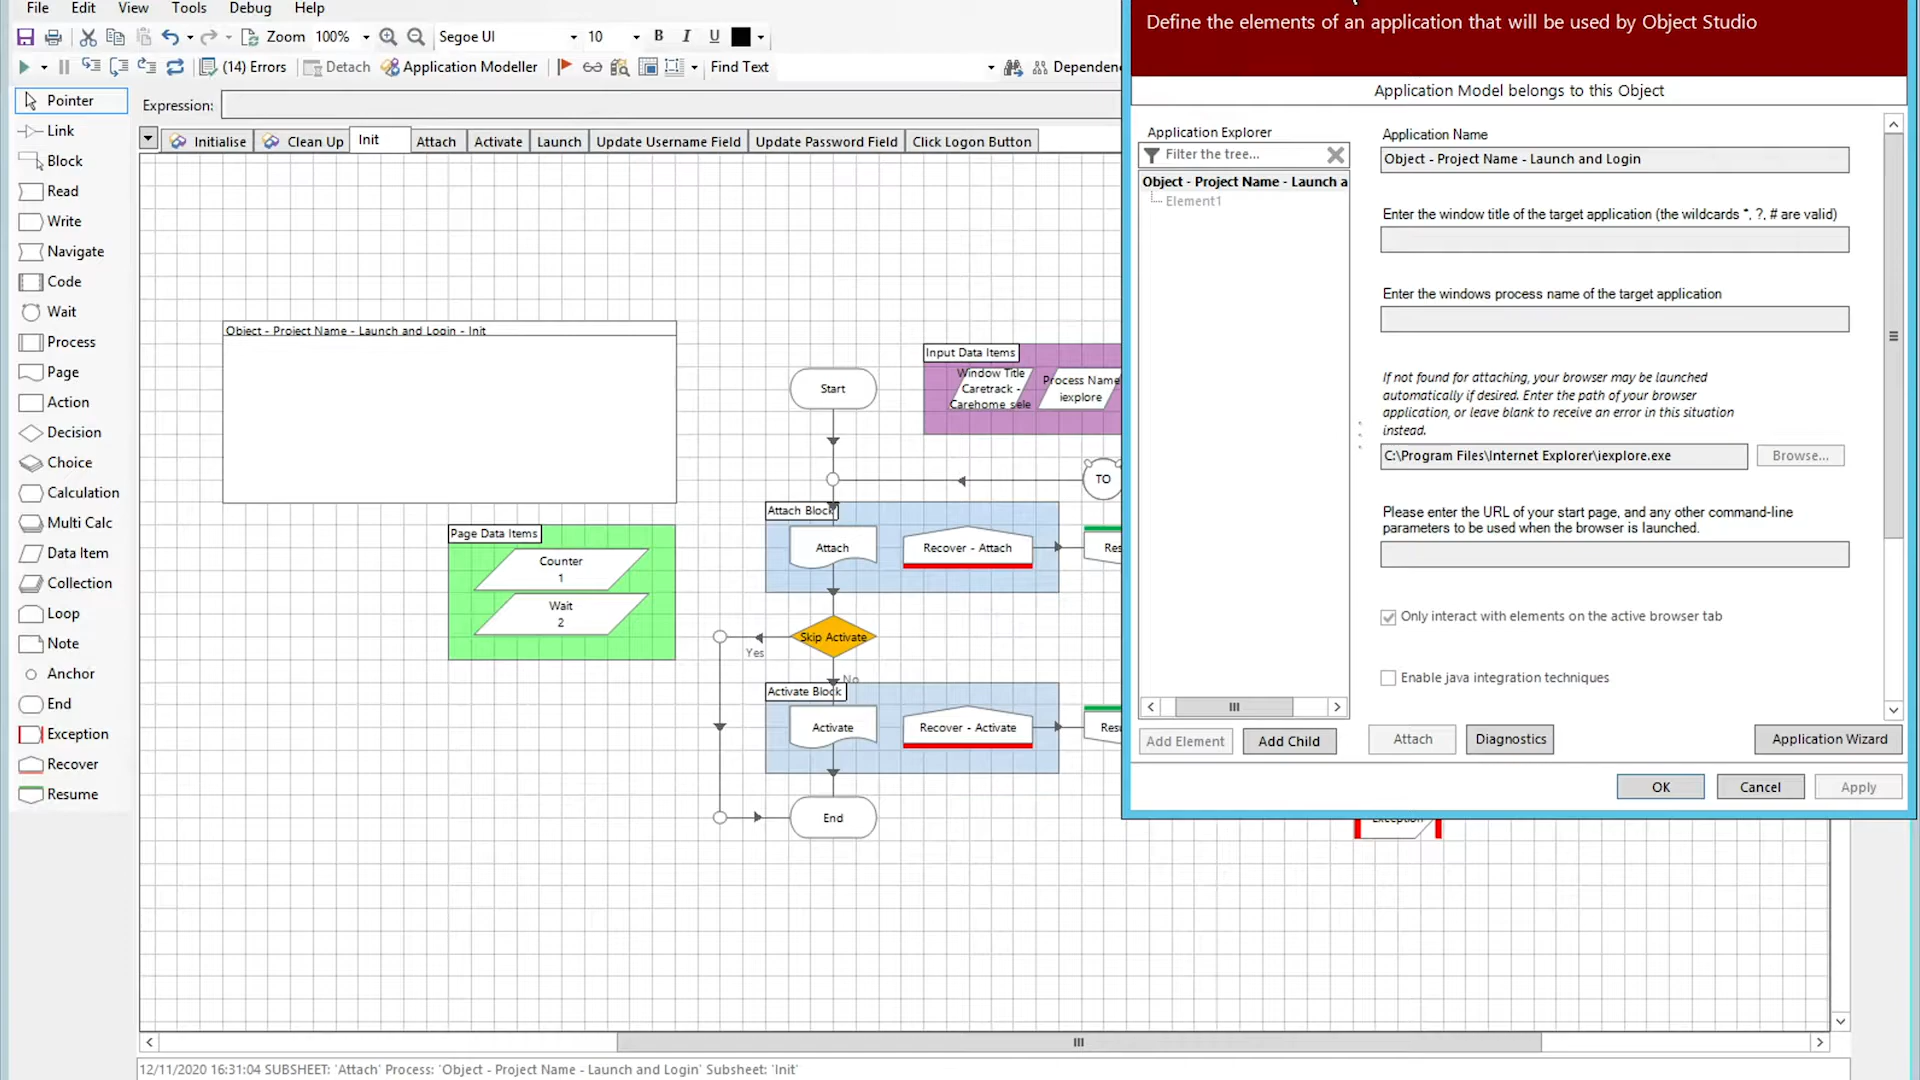 File Edit View Tools Debug Help
Zoom 100% Segoe UI 10 B I U
(14) Errors Detach Application Modeller Find Text
Pointer
Link
Block
Read
Write
Navigate
Code
Wait
Process
Page
Action
Decision
Choice
Calculation
Multi Calc
Data Item
Collection
Loop
Note
Anchor
End
Exception
Recover
Resume
Expression:
Initialise Clean Up Init Attach Activate Launch Update Username Field Update Password Field Click Logon Button
Object - Project Name - Launch and Login - Init
Page Data Items
Counter
1
Wait
2
Start
Input Data Items
Window Title
Caretrack -
Carehome_sele
Process Name
iexplore
TO
Attach Block
Attach
Recover - Attach
Skip Activate
Yes
No
Activate Block
Activate
Recover - Activate
End
Define the elements of an application that will be used by Object Studio
Application Model belongs to this Object
Application Explorer
Filter the tree...
Object - Project Name - Launch a
Element1
Application Name
Object - Project Name - Launch and Login
Enter the window title of the target application (the wildcards *, ?, # are valid)
Enter the windows process name of the target application
If not found for attaching, your browser may be launched
automatically if desired. Enter the path of your browser
application, or leave blank to receive an error in this situation
instead.
C:\Program Files\Internet Explorer\iexplore.exe
Browse...
Please enter the URL of your start page, and any other command-line
parameters to be used when the browser is launched.
Only interact with elements on the active browser tab
Enable java integration techniques
Add Element Add Child Attach Diagnostics Application Wizard
OK Cancel Apply
Exception
12/11/2020 16:31:04 SUBSHEET: 'Attach' Process: 'Object - Project Name - Launch and Login' Subsheet: 'Init'